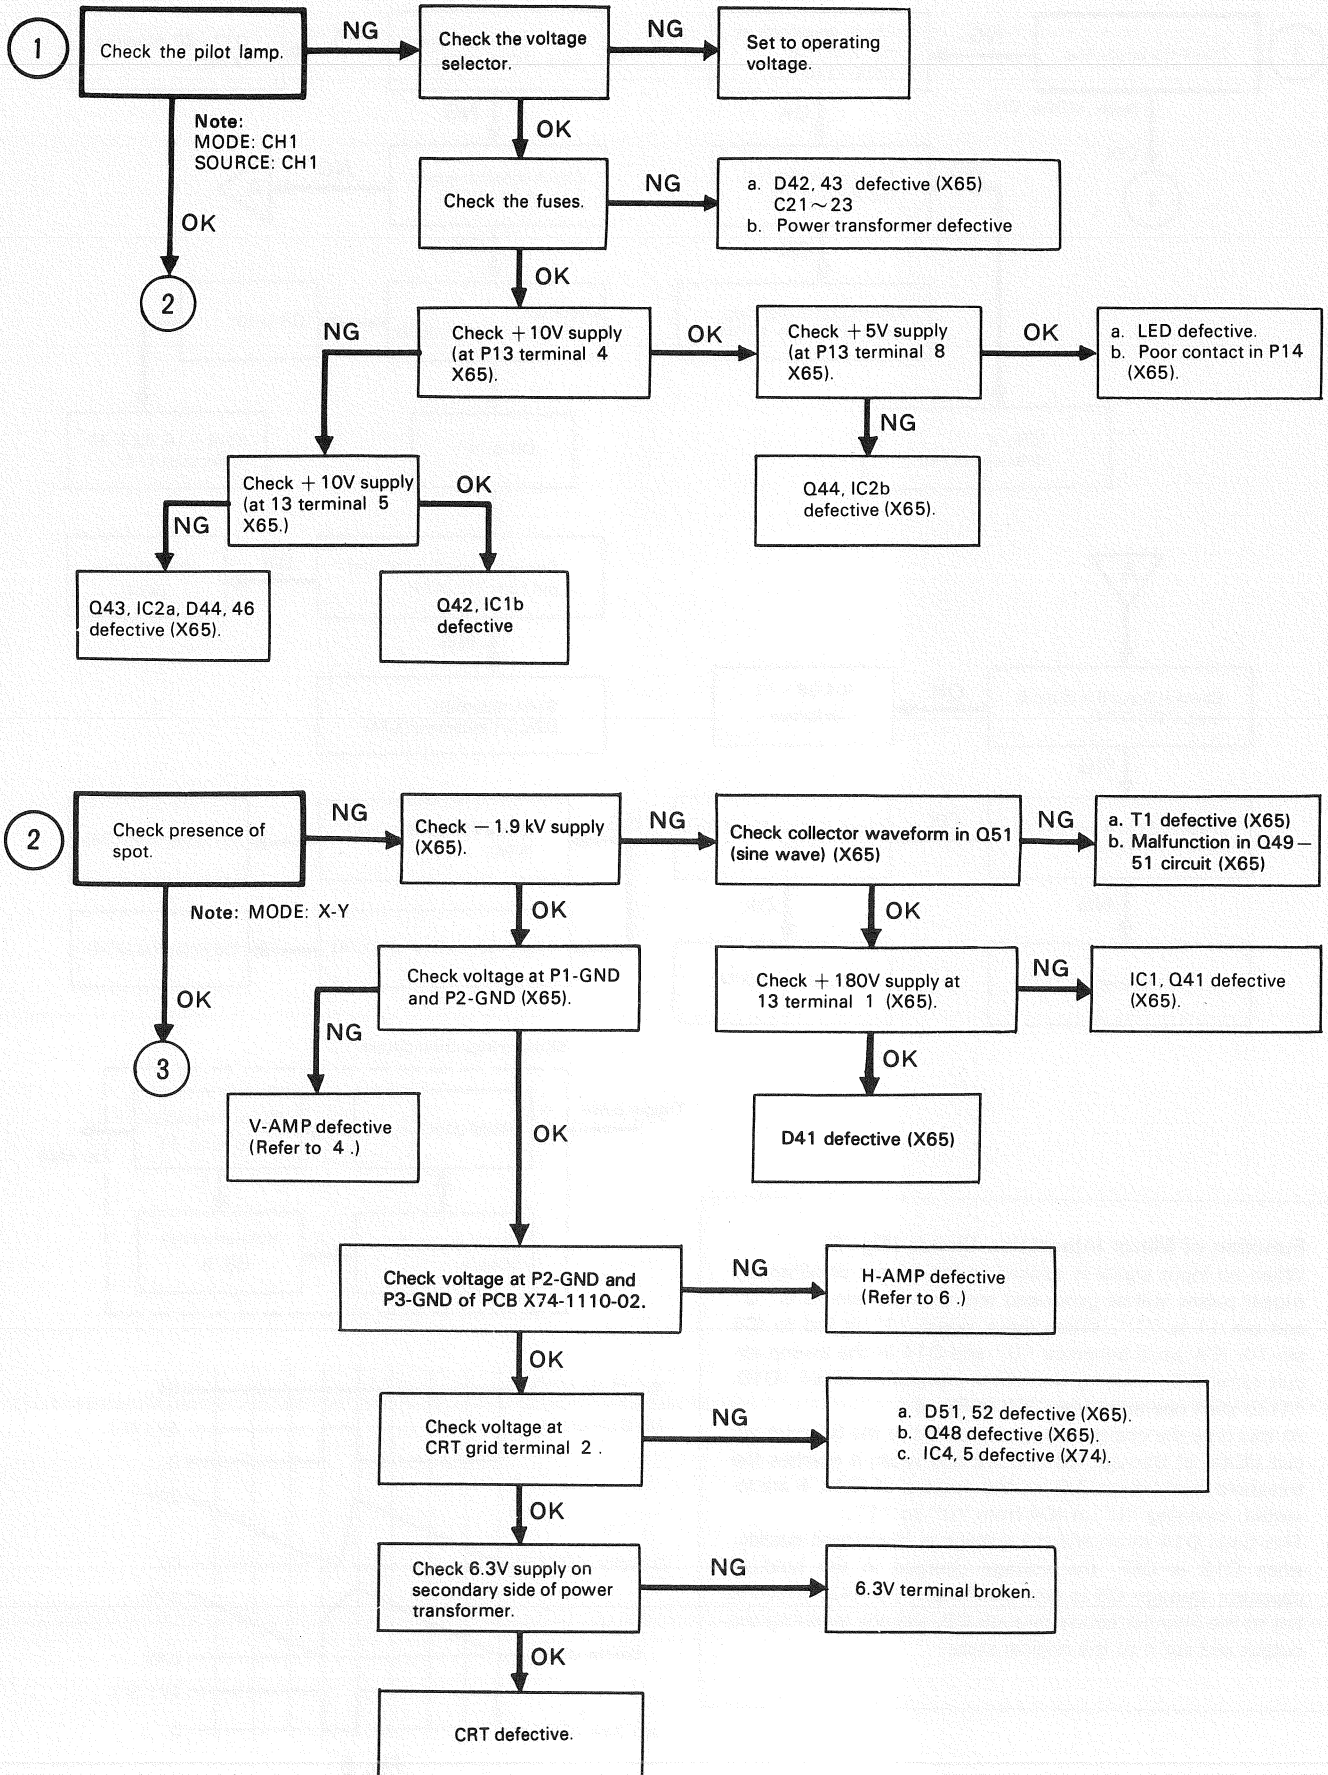 1
Check the pilot lamp.
NG
Check the voltage
selector.
NG
Set to operating
voltage.
Note:
MODE: CH1
SOURCE: CH1
OK
2
OK
Check the fuses.
NG
a. D42, 43 defective (X65)
C21~23
b. Power transformer defective
OK
NG
Check +10V supply
(at P13 terminal 4
X65).
OK
Check +5V supply
(at P13 terminal 8
X65).
OK
a. LED defective.
b. Poor contact in P14
(X65).
NG
Q44, IC2b
defective (X65).
Check +10V supply
(at 13 terminal 5
X65.)
NG
OK
Q43, IC2a, D44, 46
defective (X65).
Q42, IC1b
defective
2
Check presence of
spot.
NG
Check −1.9 kV supply
(X65).
NG
Check collector waveform in Q51
(sine wave) (X65)
NG
a. T1 defective (X65)
b. Malfunction in Q49−
51 circuit (X65)
Note: MODE: X-Y
OK
3
OK
Check voltage at P1-GND
and P2-GND (X65).
NG
V-AMP defective
(Refer to 4 .)
OK
Check +180V supply at
13 terminal 1 (X65).
NG
IC1, Q41 defective
(X65).
OK
D41 defective (X65)
OK
Check voltage at P2-GND and
P3-GND of PCB X74-1110-02.
NG
H-AMP defective
(Refer to 6 .)
OK
Check voltage at
CRT grid terminal 2 .
NG
a. D51, 52 defective (X65).
b. Q48 defective (X65).
c. IC4, 5 defective (X74).
OK
Check 6.3V supply on
secondary side of power
transformer.
NG
6.3V terminal broken.
OK
CRT defective.